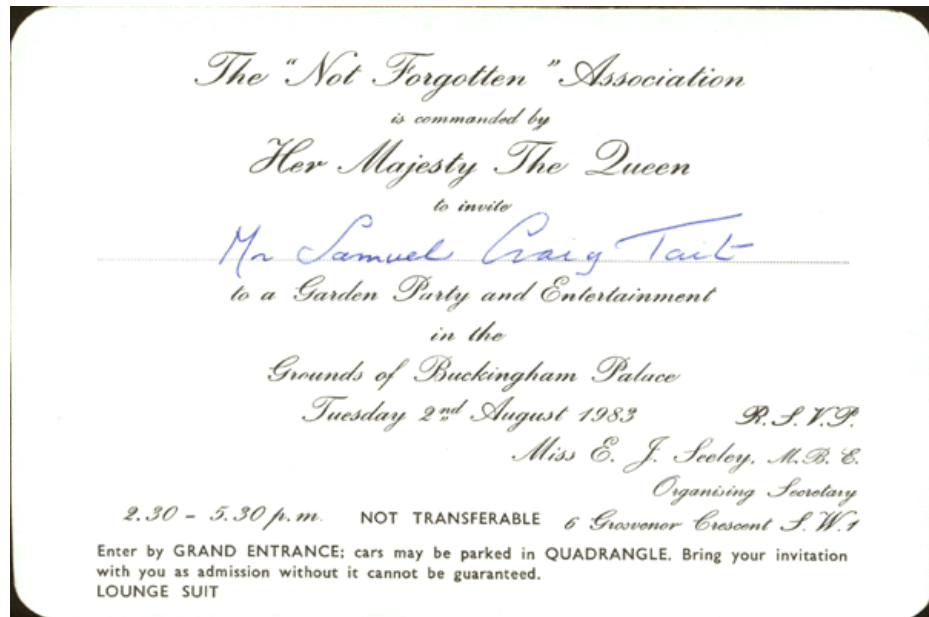 The "Not Forgotten" Association
is commanded by
Her Majesty The Queen
to invite
Mr Samuel Craig Tait
to a Garden Party and Entertainment
in the
Grounds of Buckingham Palace
Tuesday 2nd August 1983
R.S.V.P.
Miss E. J. Seeley, M.B.E.
Organising Secretary
6 Grosvenor Crescent S.W.1
2.30 - 5.30 p.m.
NOT TRANSFERABLE
Enter by GRAND ENTRANCE; cars may be parked in QUADRANGLE. Bring your invitation
with you as admission without it cannot be guaranteed.
LOUNGE SUIT